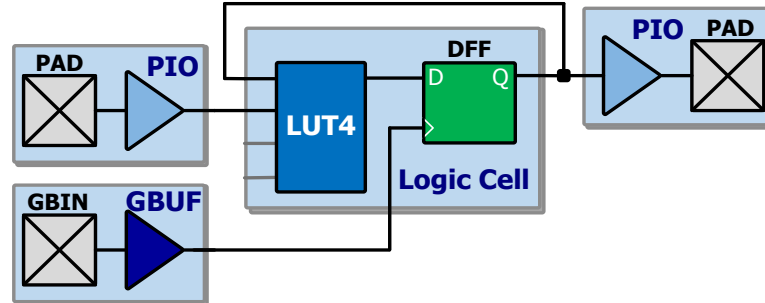 PAD
PIO
LUT4
DFF
D Q
Logic Cell
PIO
PAD
GBIN
GBUF